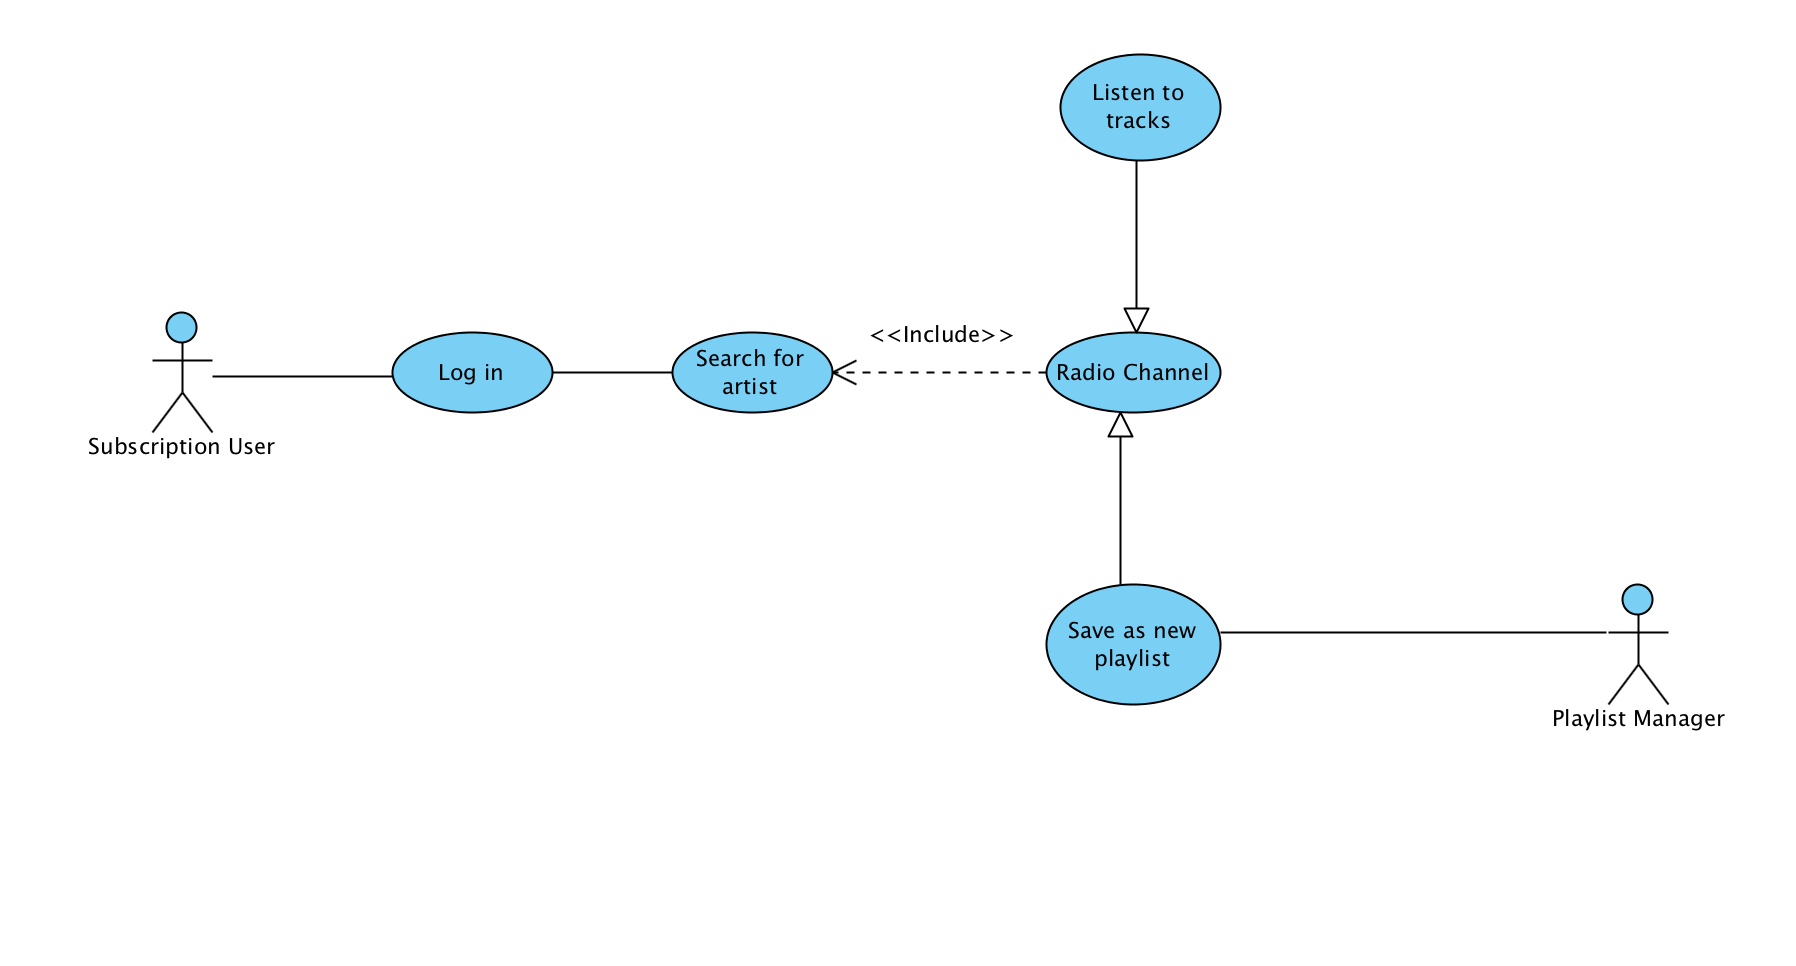 Listen to
tracks
<<Include>>
Log in
Search for
artist
Radio Channel
Subscription User
Save as new
playlist
Playlist Manager